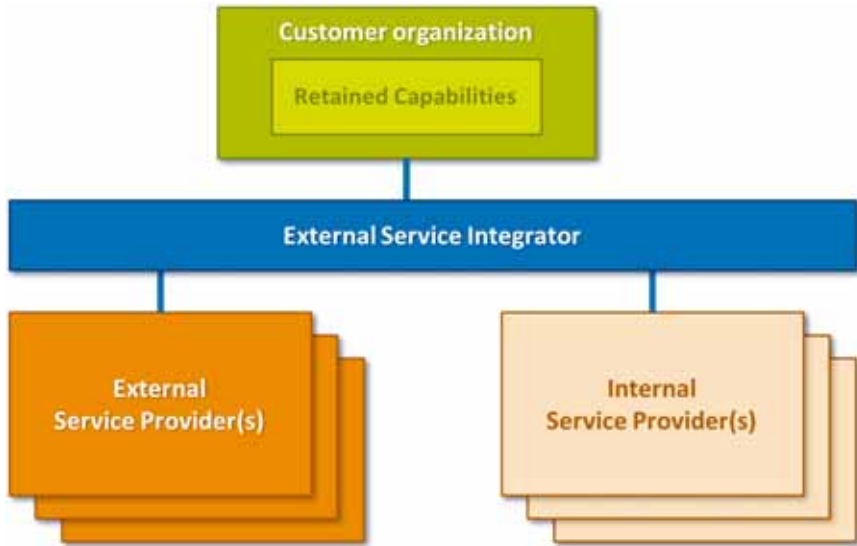 Customer organization
Retained Capabilities
External Service Integrator
External
Service Provider(s)
Internal
Service Provider(s)